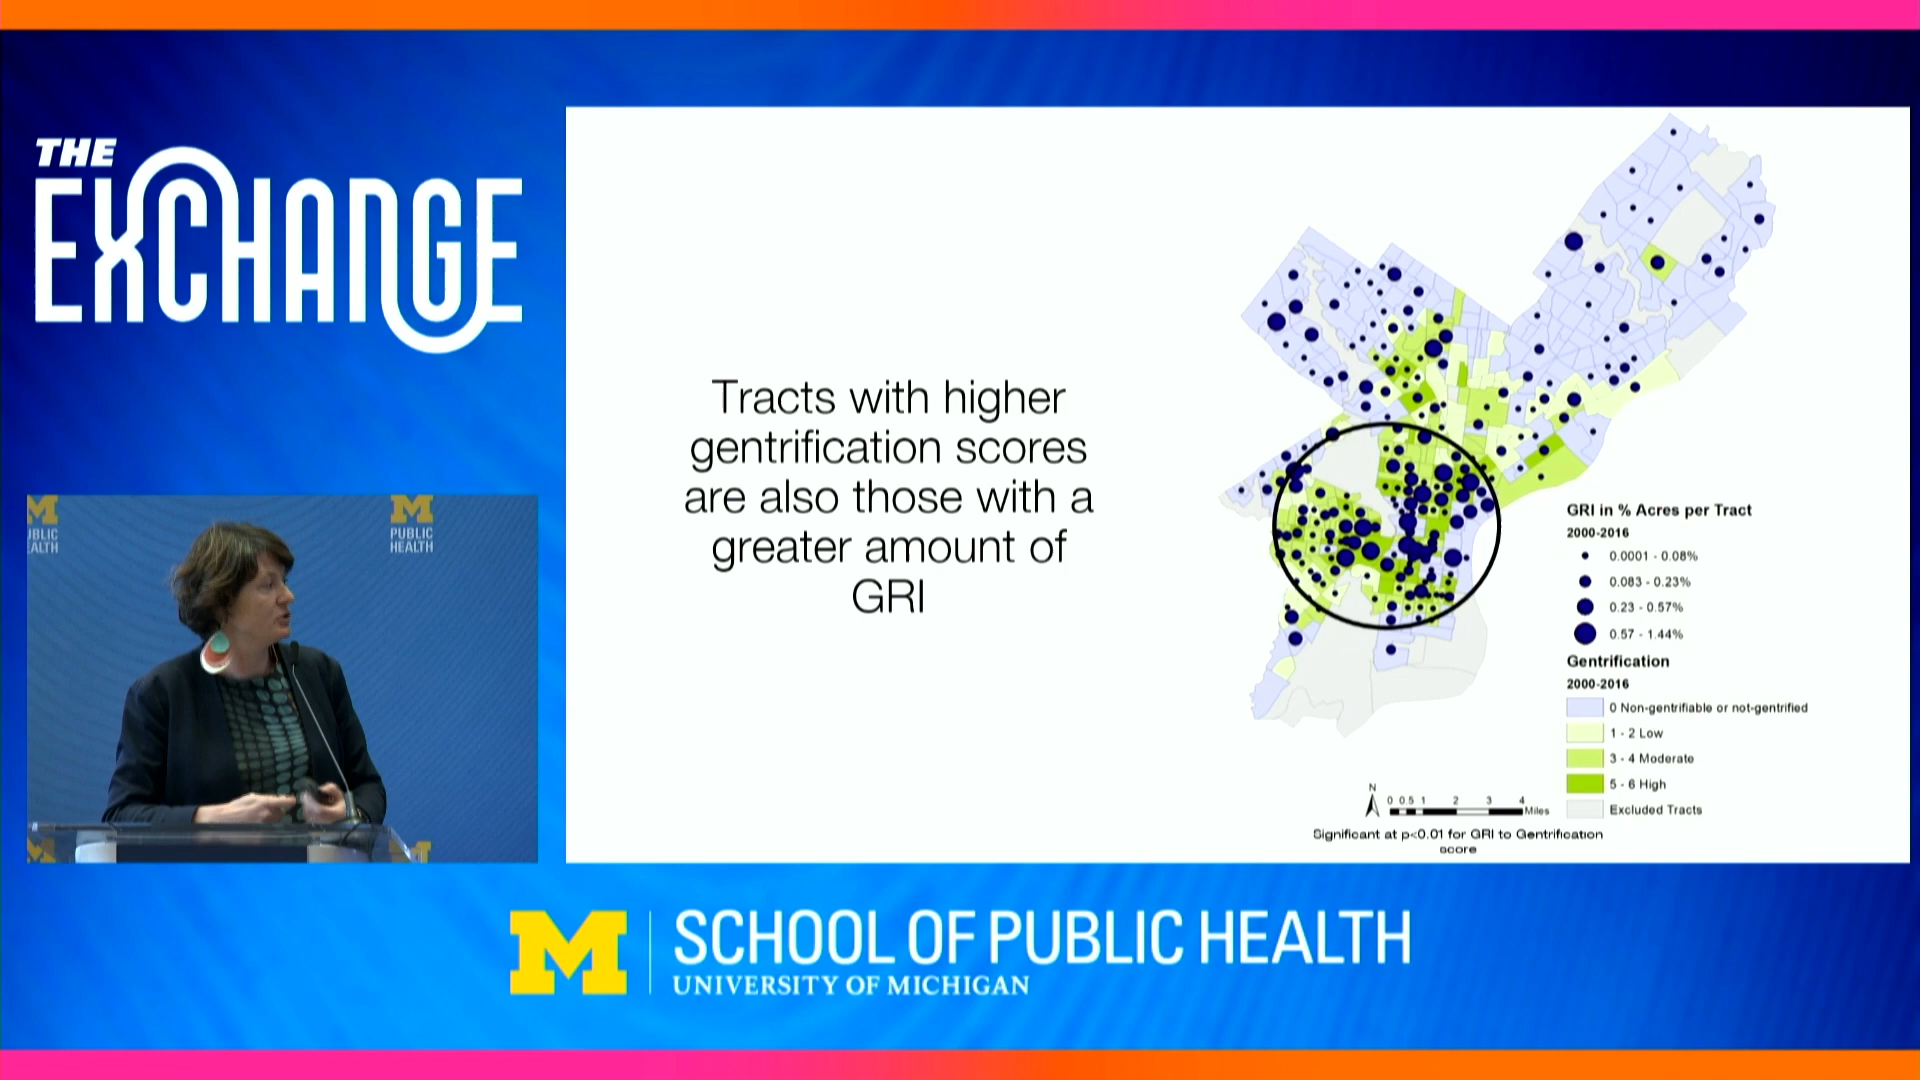 THE
EXCHANGE
M
M
UBLIC
EALTH
PUBLIC
HEALTH
Tracts with higher
gentrification scores
are also those with a
greater amount of
GRI
GRI in % Acres per Tract
2000-2016
0.0001 - 0.08%
0.083 - 0.23%
0.23 - 0.57%
0.57 - 1.44%
Gentrification
2000-2016
0 Non-gentrifiable or not-gentrified
1 - 2 Low
3 - 4 Moderate
5 - 6 High
Excluded Tracts
N
0 0.5 1 2 3 4
Miles
Significant at p<0.01 for GRI to Gentrification
score
M
SCHOOL OF PUBLIC HEALTH
UNIVERSITY OF MICHIGAN